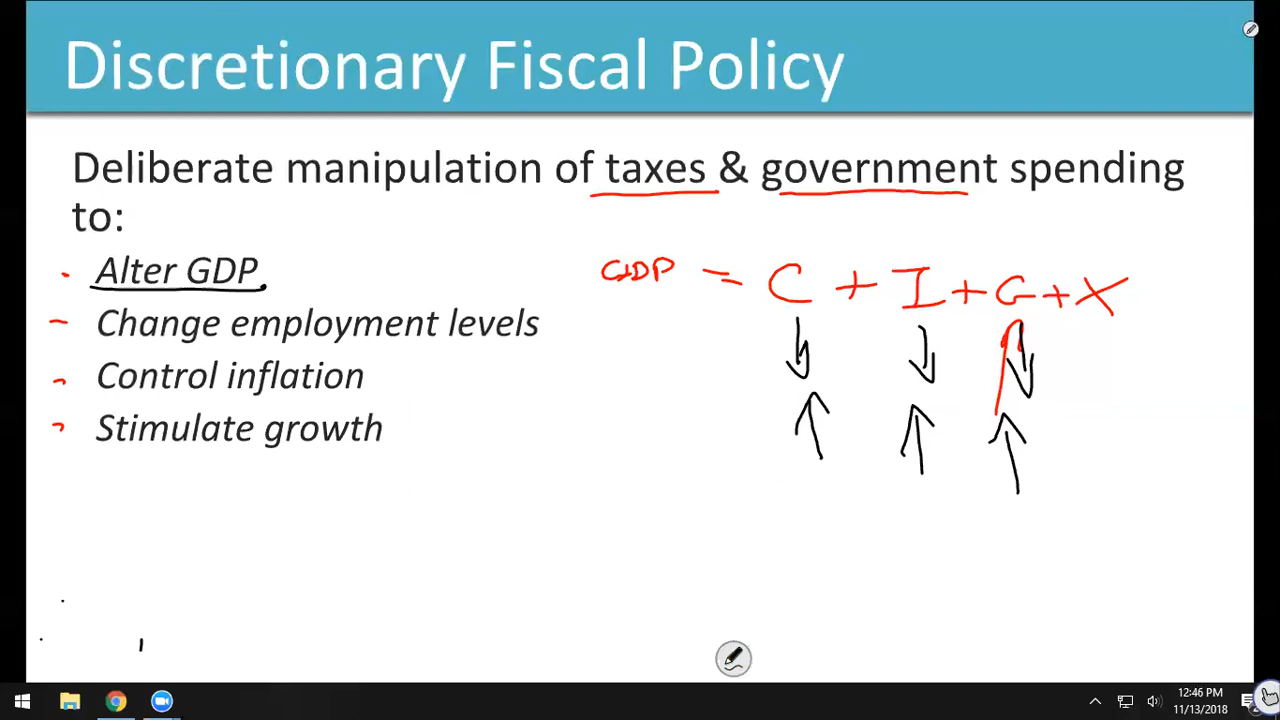 Discretionary Fiscal Policy
Deliberate manipulation of taxes & government spending
to:
Alter GDP.
GDP = C + I + G + X
Change employment levels
Control inflation
Stimulate growth
12:46 PM
11/13/2018